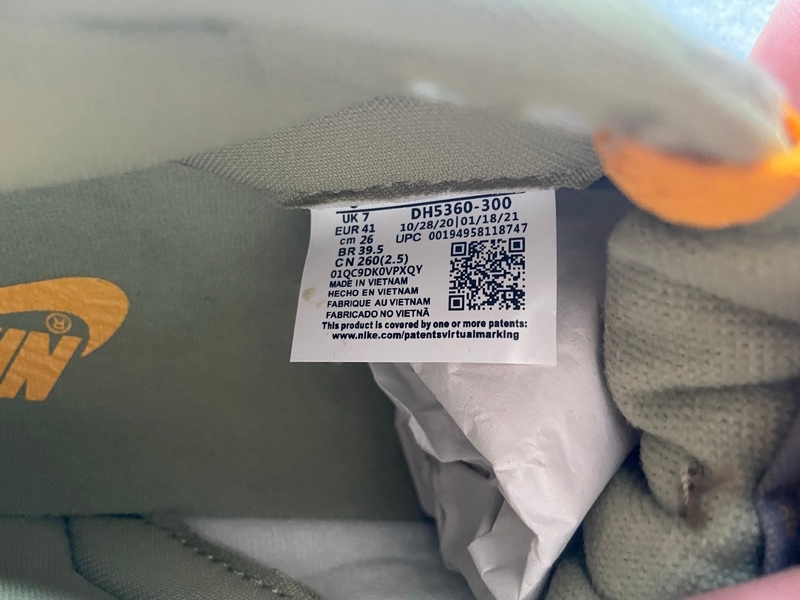 UK 7
EUR 41
cm 26
BR 39.5
CN 260(2.5)
01QC9DK0VPXQY
DH5360-300
10/28/20|01/18/21
UPC 00194958118747
MADE IN VIETNAM
HECHO EN VIETNAM
FABRIQUE AU VIETNAM
FABRICADO NO VIETNÃ
This product is covered by one or more patents:
www.nike.com/patentsvirtualmarking
®